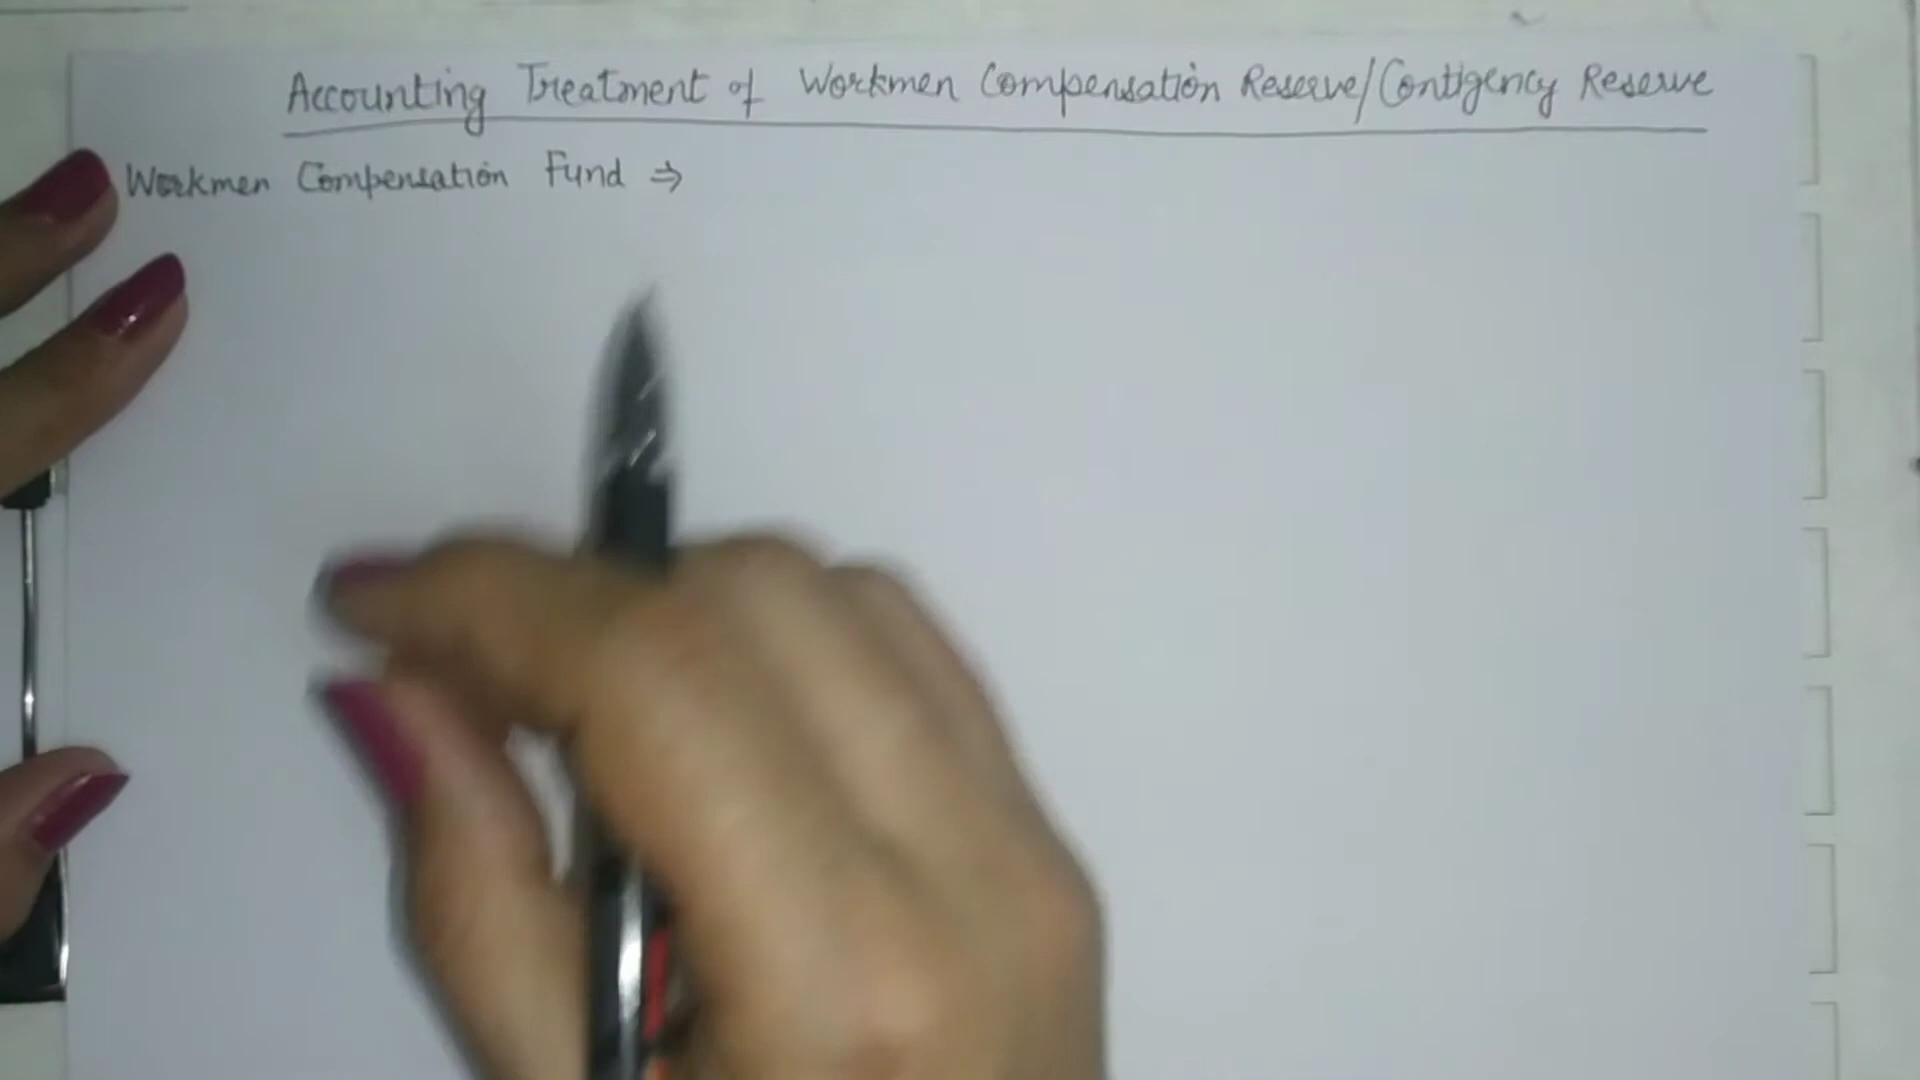 Accounting Treatment of Workmen Compensation Reserve/Contigency Reserve
Workmen Compensation Fund ⇒